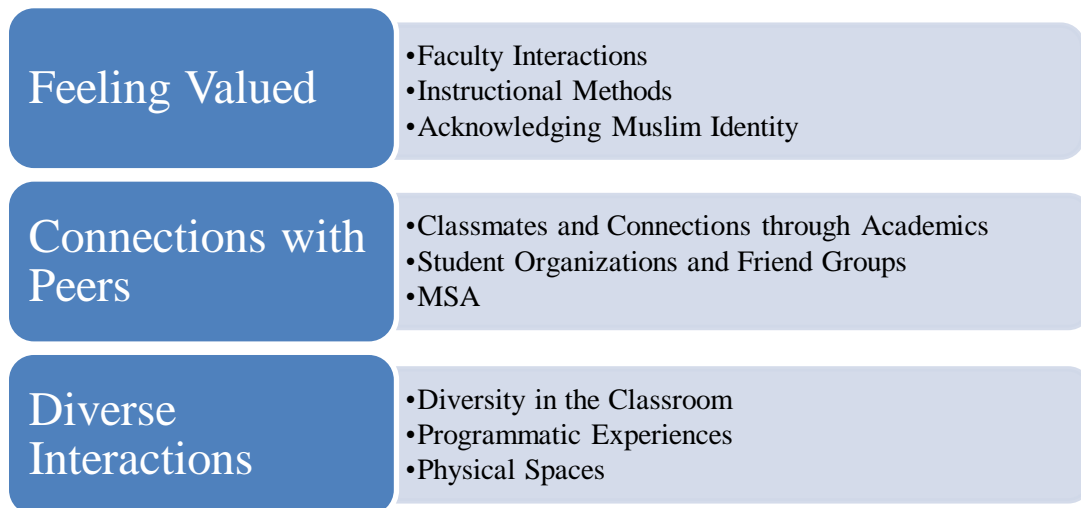 Feeling Valued
•Faculty Interactions
•Instructional Methods
•Acknowledging Muslim Identity
Connections with
Peers
•Classmates and Connections through Academics
•Student Organizations and Friend Groups
•MSA
Diverse
Interactions
•Diversity in the Classroom
•Programmatic Experiences
•Physical Spaces